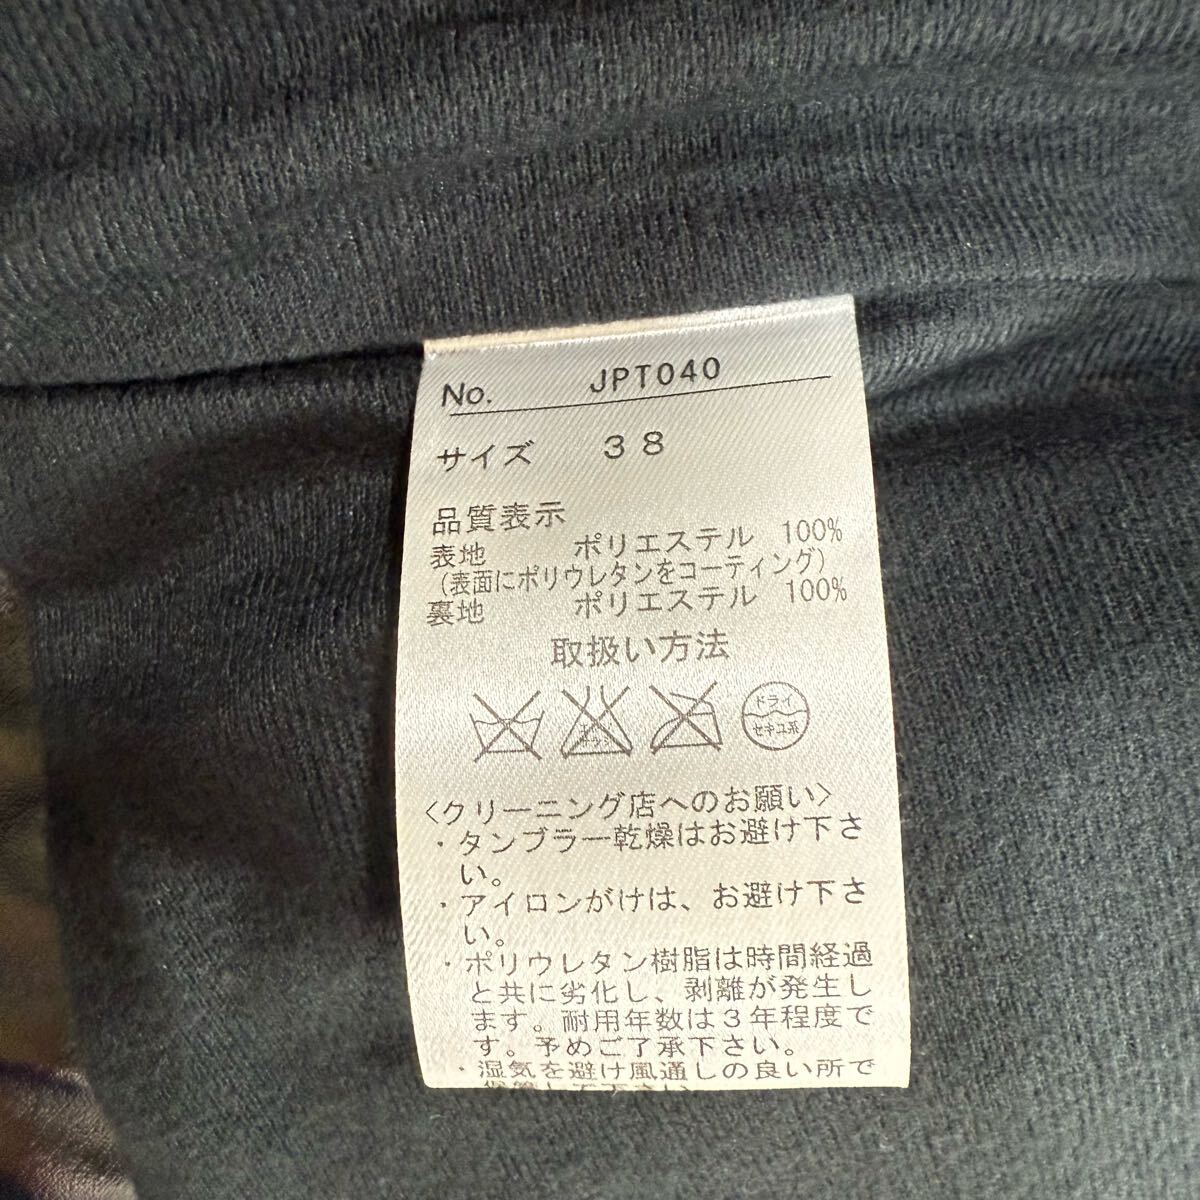 No. JPT040
サイズ 38
品質表示
表地 ポリエステル 100%
(表面にポリウレタンをコーティング)
裏地 ポリエステル 100%
取扱い方法
ドライ
セキユ系
<クリーニング店へのお願い>
・タンブラー乾燥はお避け下さ
い。
・アイロンがけは、お避け下さ
い。
・ポリウレタン樹脂は時間経過
と共に劣化し、剥離が発生し
ます。耐用年数は3年程度で
す。予めご了承下さい。
・湿気を避け風通しの良い所で